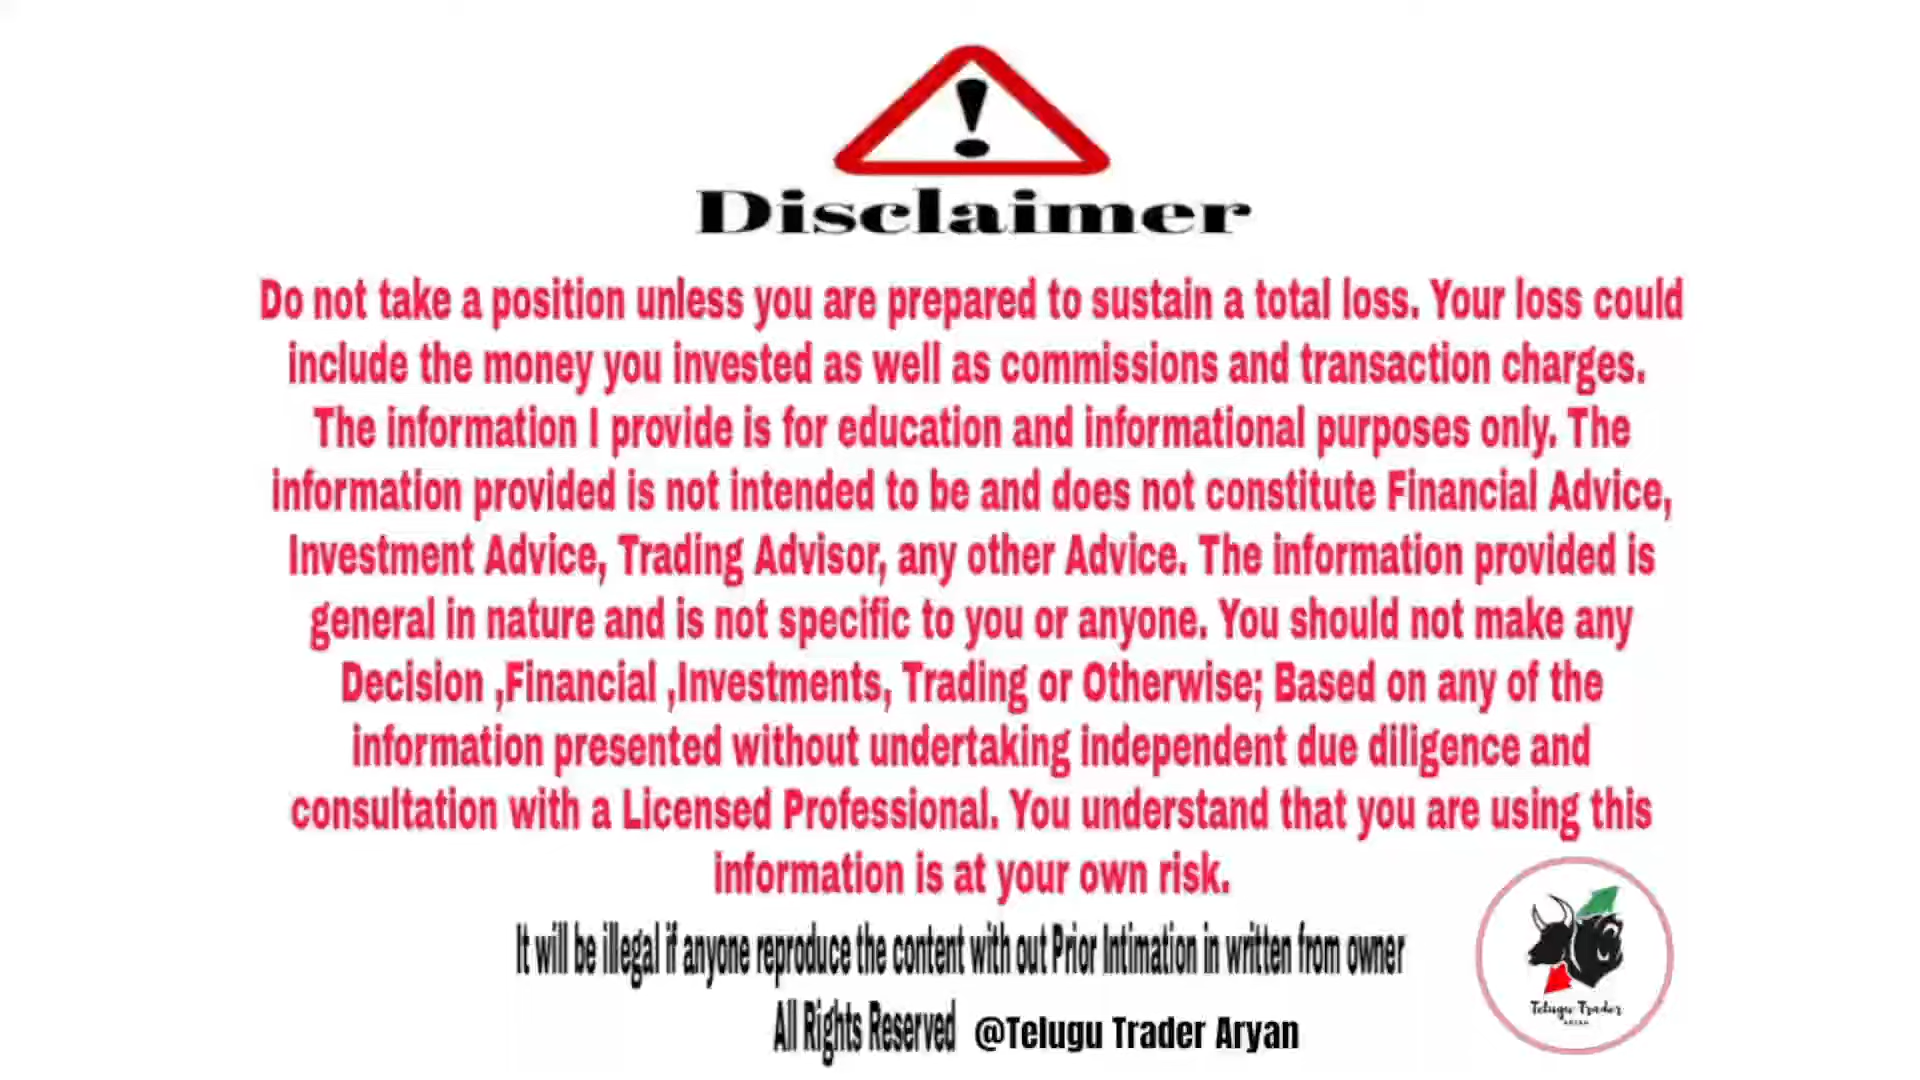 !
Disclaimer
Do not take a position unless you are prepared to sustain a total loss. Your loss could
include the money you invested as well as commissions and transaction charges.
The information I provide is for education and informational purposes only. The
information provided is not intended to be and does not constitute Financial Advice,
Investment Advice, Trading Advisor, any other Advice. The information provided is
general in nature and is not specific to you or anyone. You should not make any
Decision ,Financial ,Investments, Trading or Otherwise; Based on any of the
information presented without undertaking independent due diligence and
consultation with a Licensed Professional. You understand that you are using this
information is at your own risk.
It will be illegal if anyone reproduce the content with out Prior Intimation in written from owner
All Rights Reserved @Telugu Trader Aryan
Telugu Trader
ARYAN